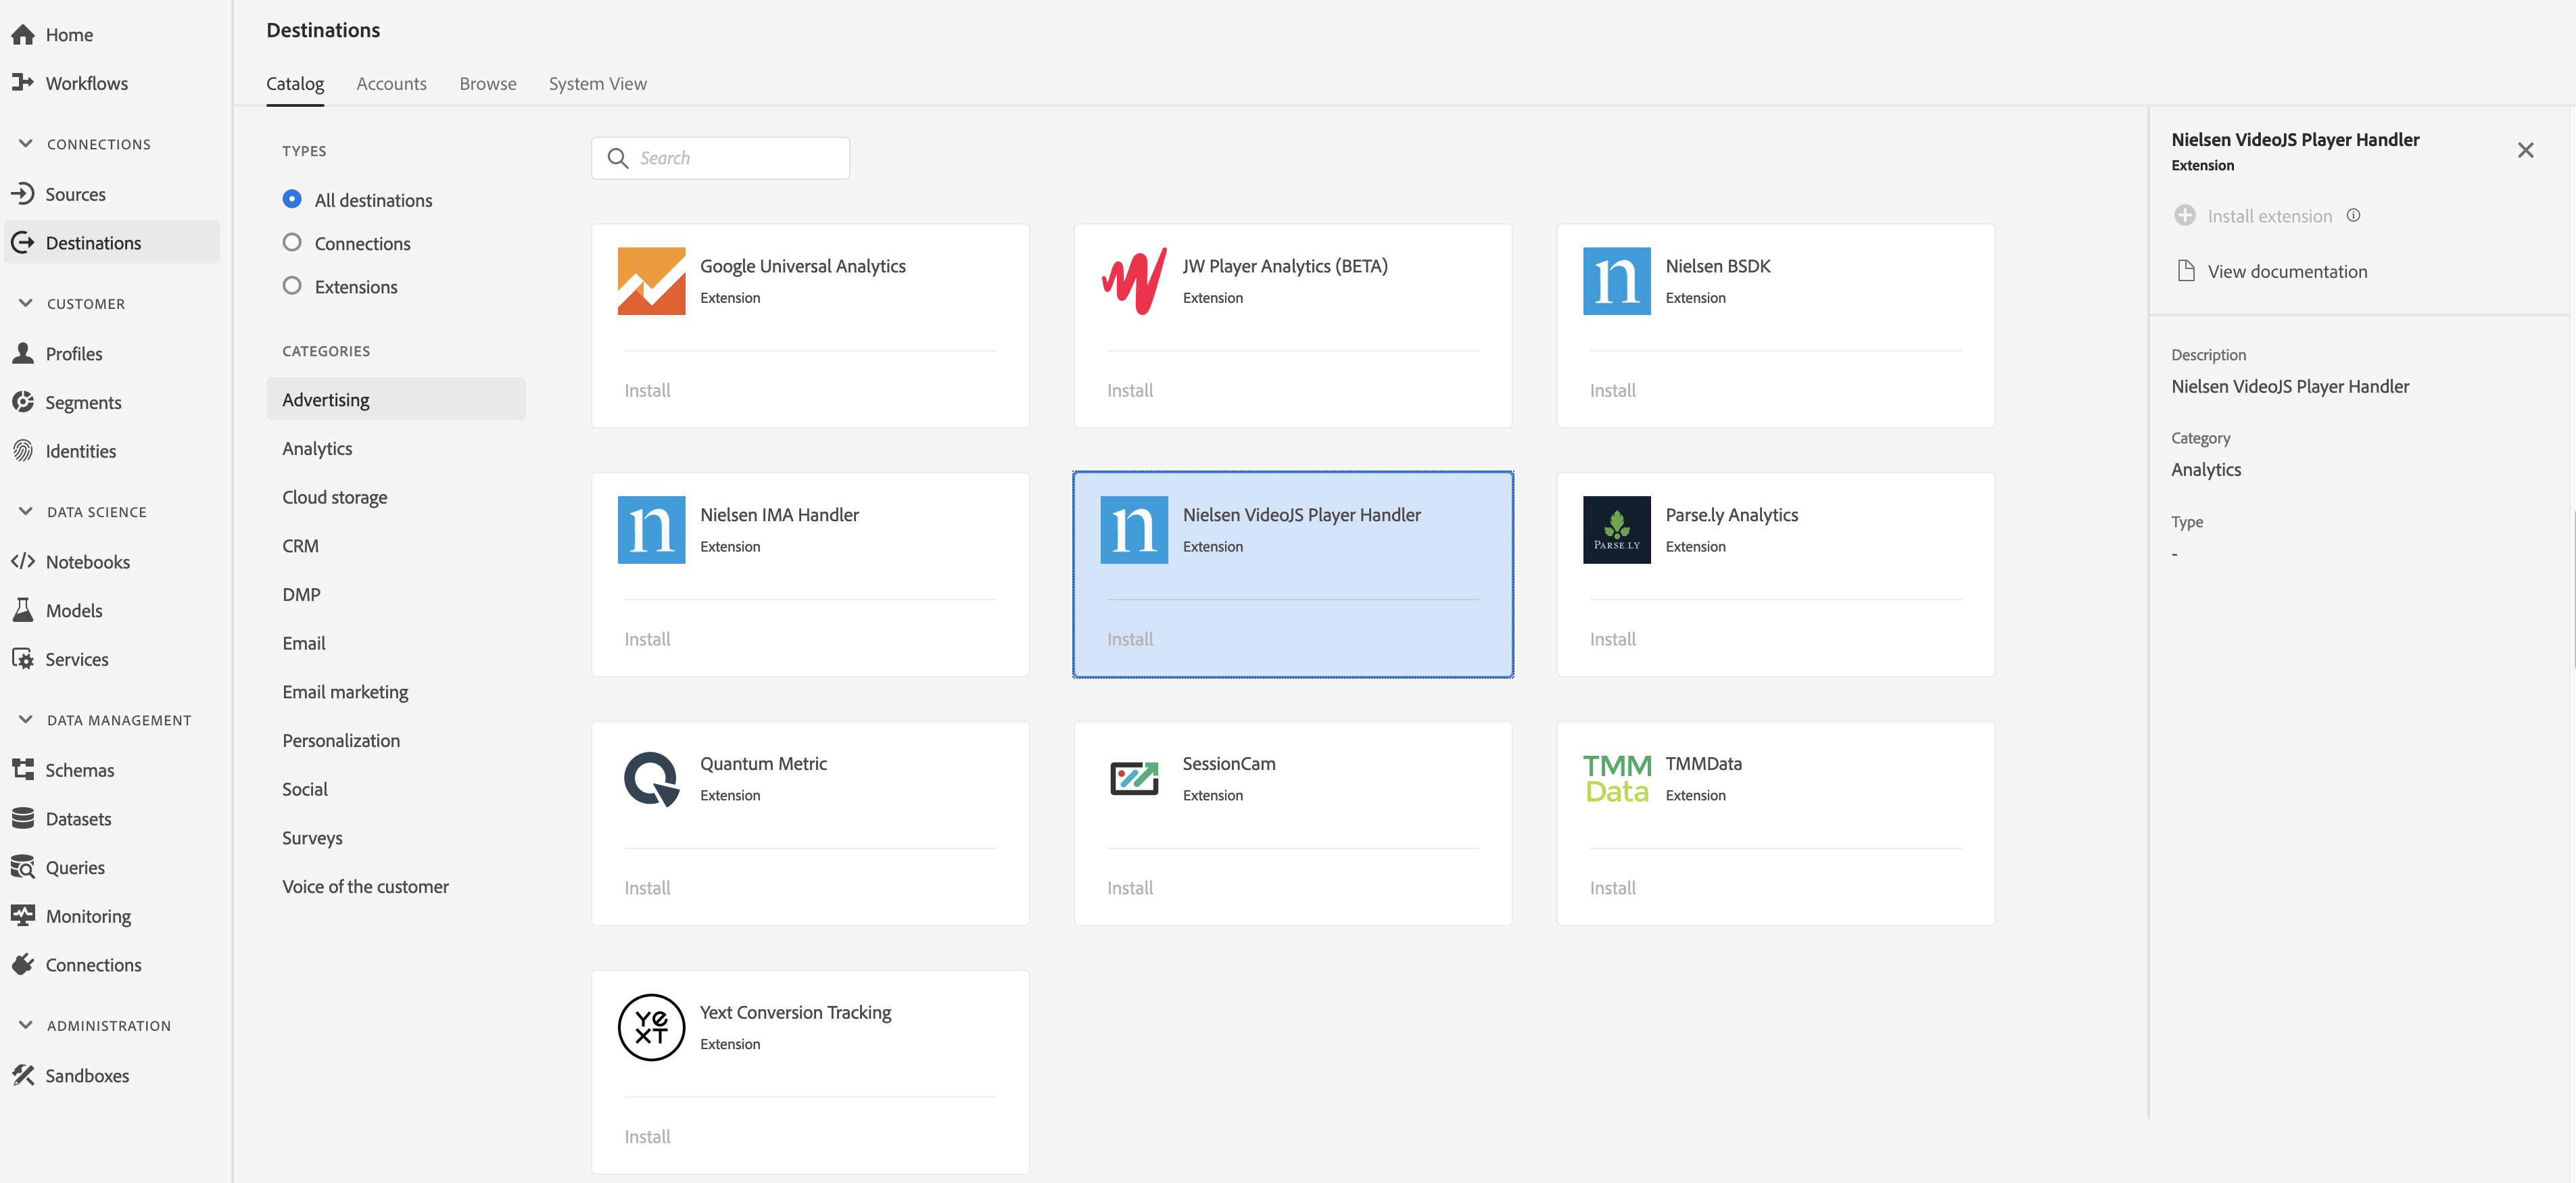 Home
Workflows
CONNECTIONS
Sources
Destinations
CUSTOMER
Profiles
Segments
Identities
DATA SCIENCE
Notebooks
Models
Services
DATA MANAGEMENT
Schemas
Datasets
Queries
Monitoring
Connections
ADMINISTRATION
Sandboxes
Destinations
Catalog Accounts Browse System View
TYPES
All destinations
Connections
Extensions
CATEGORIES
Advertising
Analytics
Cloud storage
CRM
DMP
Email
Email marketing
Personalization
Social
Surveys
Voice of the customer
Search
Google Universal Analytics
Extension
Install
JW Player Analytics (BETA)
Extension
Install
n
Nielsen BSDK
Extension
Install
n
Nielsen IMA Handler
Extension
Install
n
Nielsen VideoJS Player Handler
Extension
Install
PARSE.LY
Parse.ly Analytics
Extension
Install
Quantum Metric
Extension
Install
SessionCam
Extension
Install
TMM
Data
TMMData
Extension
Install
YEXT
Yext Conversion Tracking
Extension
Install
Nielsen VideoJS Player Handler
Extension
Install extension
View documentation
Description
Nielsen VideoJS Player Handler
Category
Analytics
Type
-